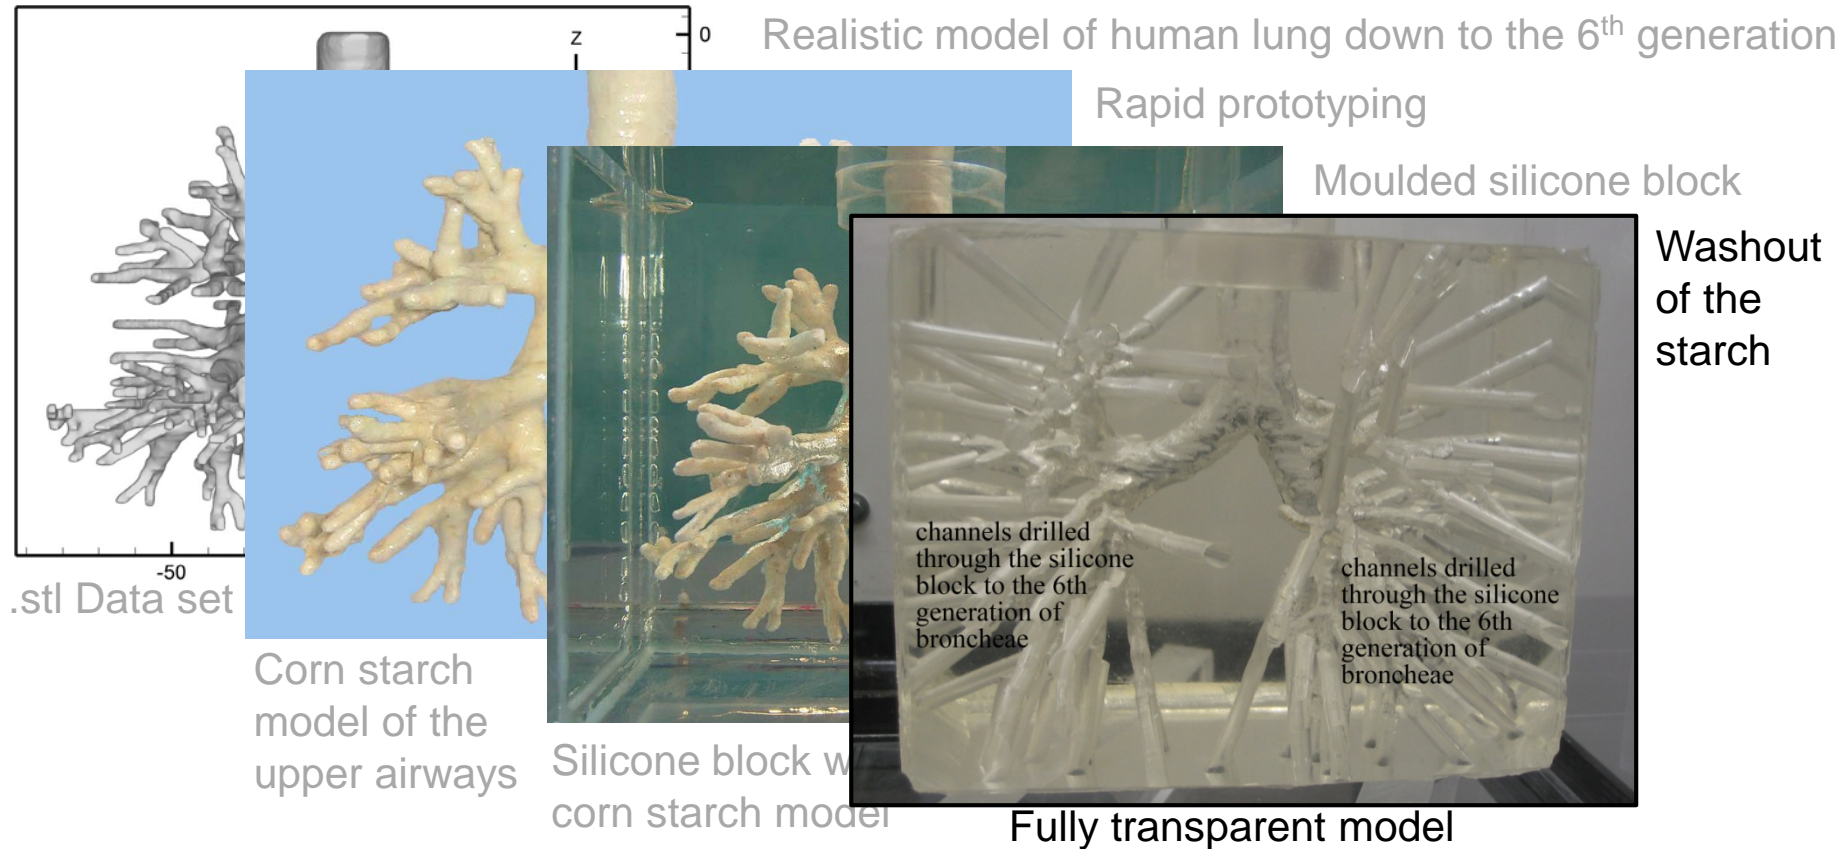 z
0
Realistic model of human lung down to the 6th generation
Rapid prototyping
Moulded silicone block
Washout
of the
starch
channels drilled
through the silicone
block to the 6th
generation of
broncheae
channels drilled
through the silicone
block to the 6th
generation of
broncheae
-50
.stl Data set
Corn starch
model of the
upper airways
Silicone block
corn starch model
Fully transparent model